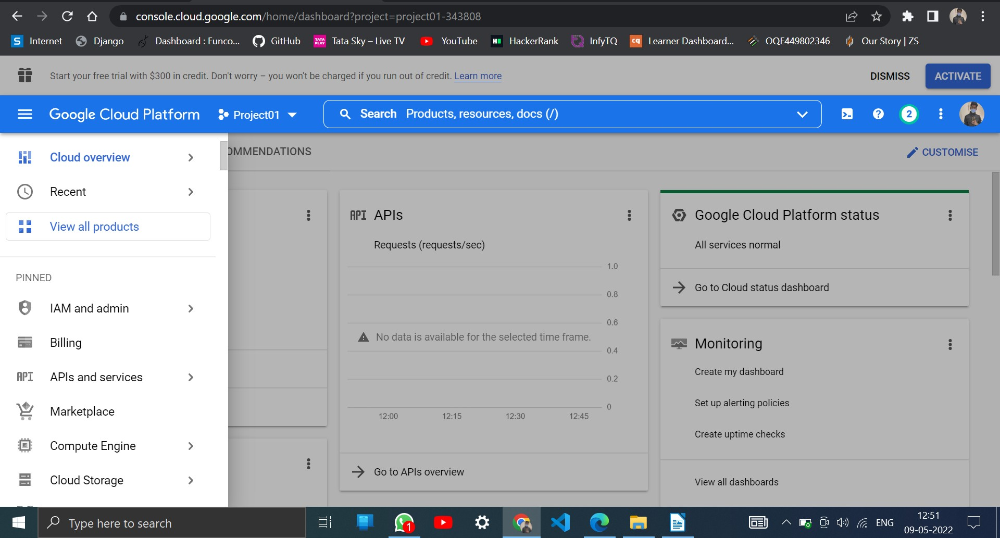 console.cloud.google.com/home/dashboard?project=project01-343808
S Internet Django Dashboard : Funco... GitHub TATA PLAY Tata Sky – Live TV YouTube H HackerRank InfyTQ cq Learner Dashboard... OQE449802346 Our Story | ZS
Start your free trial with $300 in credit. Don't worry – you won't be charged if you run out of credit. Learn more DISMISS ACTIVATE
Google Cloud Platform Project01 Search Products, resources, docs (/) ? 2
Cloud overview
OMMENDATIONS
CUSTOMISE
Recent
View all products
PINNED
IAM and admin
Billing
API APIs and services
Marketplace
Compute Engine
Cloud Storage
API APIs
Requests (requests/sec)
1.0
0.8
0.6
No data is available for the selected time frame.
0.4
0.2
0
12:00 12:15 12:30 12:45
Go to APIs overview
Google Cloud Platform status
All services normal
Go to Cloud status dashboard
Monitoring
Create my dashboard
Set up alerting policies
Create uptime checks
View all dashboards
Type here to search 1 ENG 12:51
09-05-2022